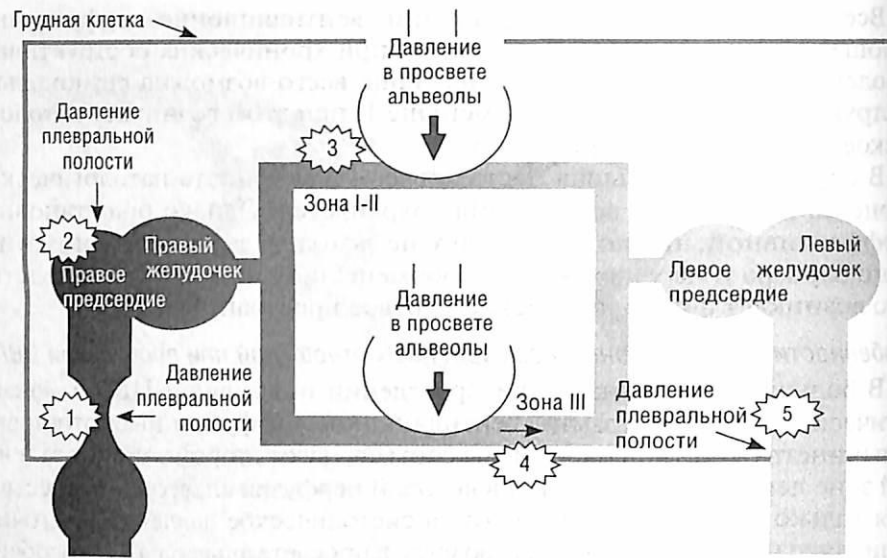 Грудная клетка
Давление
в просвете
альвеолы
Давление
плевральной
полости
3
Зона I-II
2
Правый
желудочек
Правое
предсердие
Левый
желудочек
Левое
предсердие
Давление
в просвете
альвеолы
Давление
плевральной
полости
1
Зона III
4
Давление
плевральной
полости
5